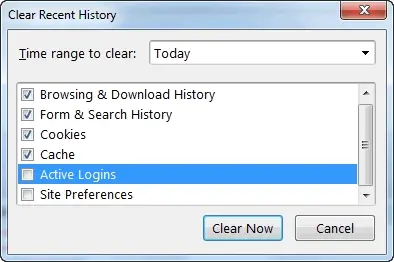 Clear Recent History
Time range to clear: Today
Browsing & Download History
Form & Search History
Cookies
Cache
Active Logins
Site Preferences
Clear Now Cancel